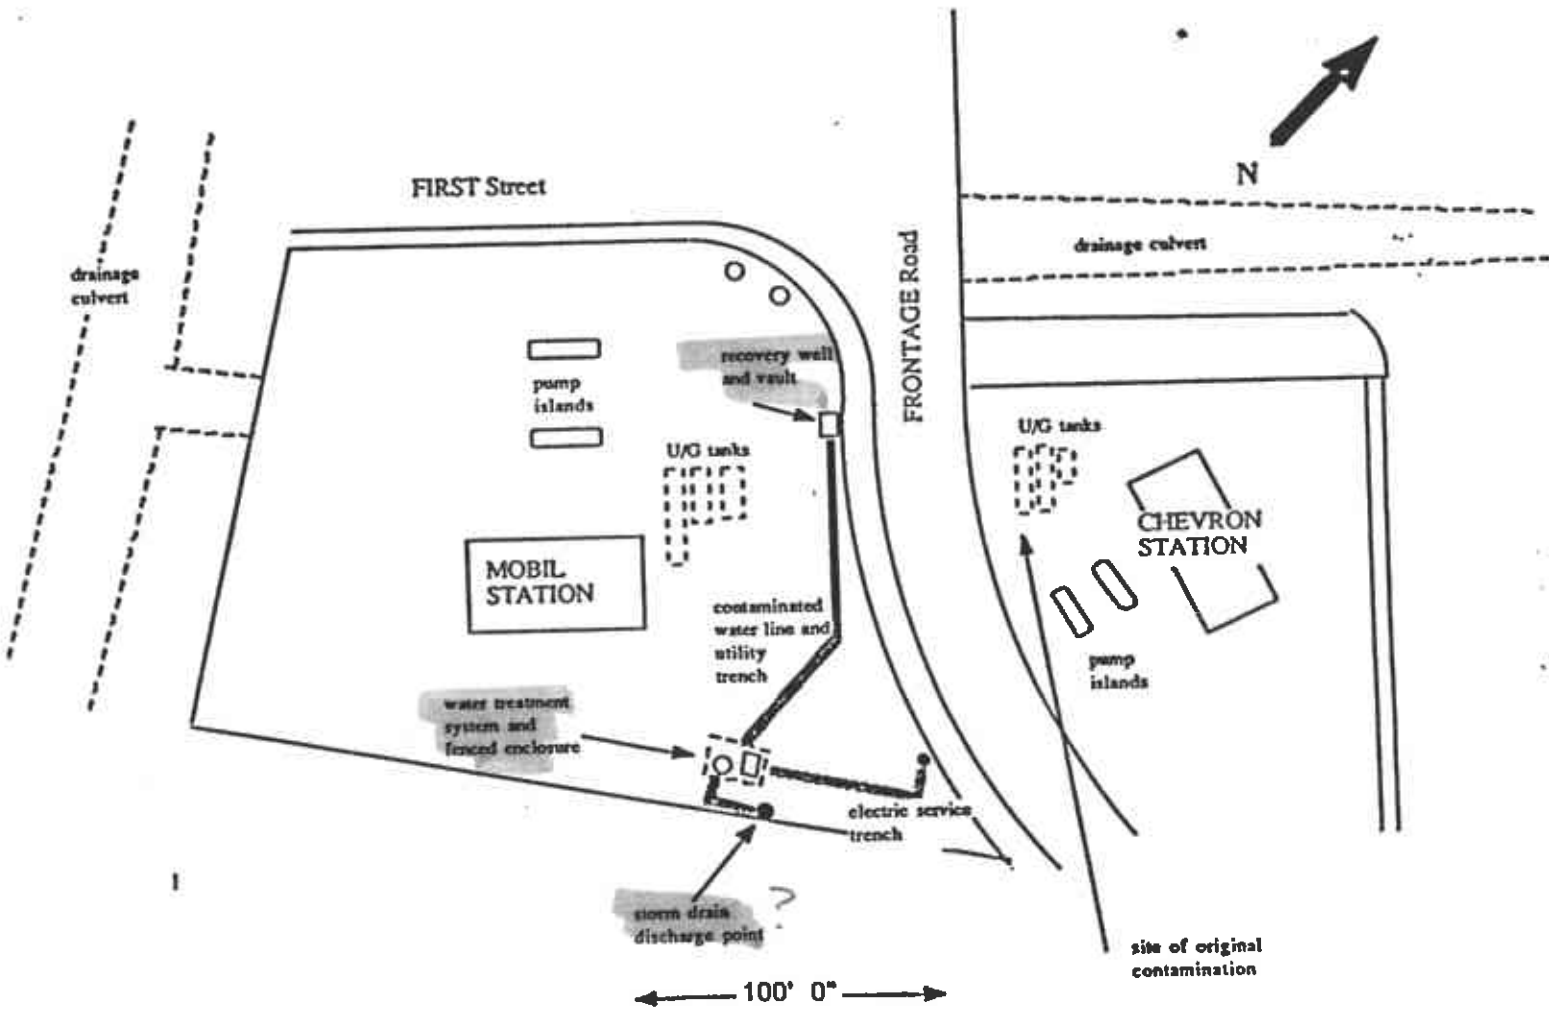 N
FIRST Street
FRONTAGE Road
drainage culvert
drainage
culvert
recovery well
and vault
pump
islands
U/G tanks
U/G tanks
CHEVRON
STATION
MOBIL
STATION
contaminated
water line and
utility
trench
pump
islands
water treatment
system and
fenced enclosure
electric service
trench
1
?
storm drain
discharge point
site of original
contamination
100' 0"